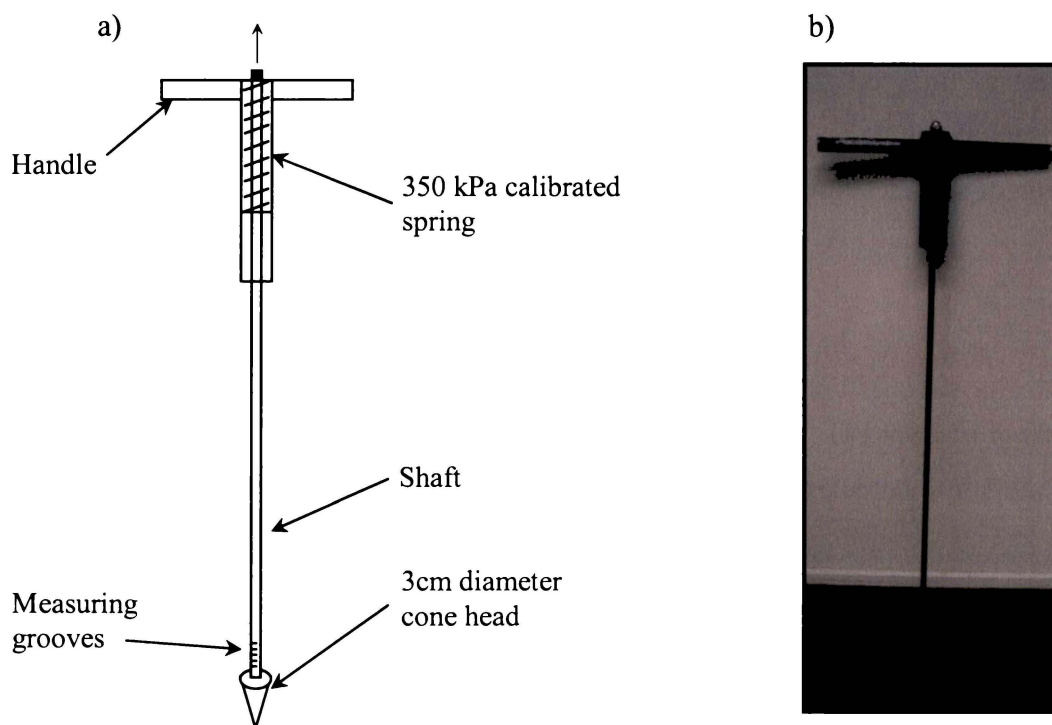 a)
b)
Handle
350 kPa calibrated
spring
Shaft
3cm diameter
cone head
Measuring
grooves